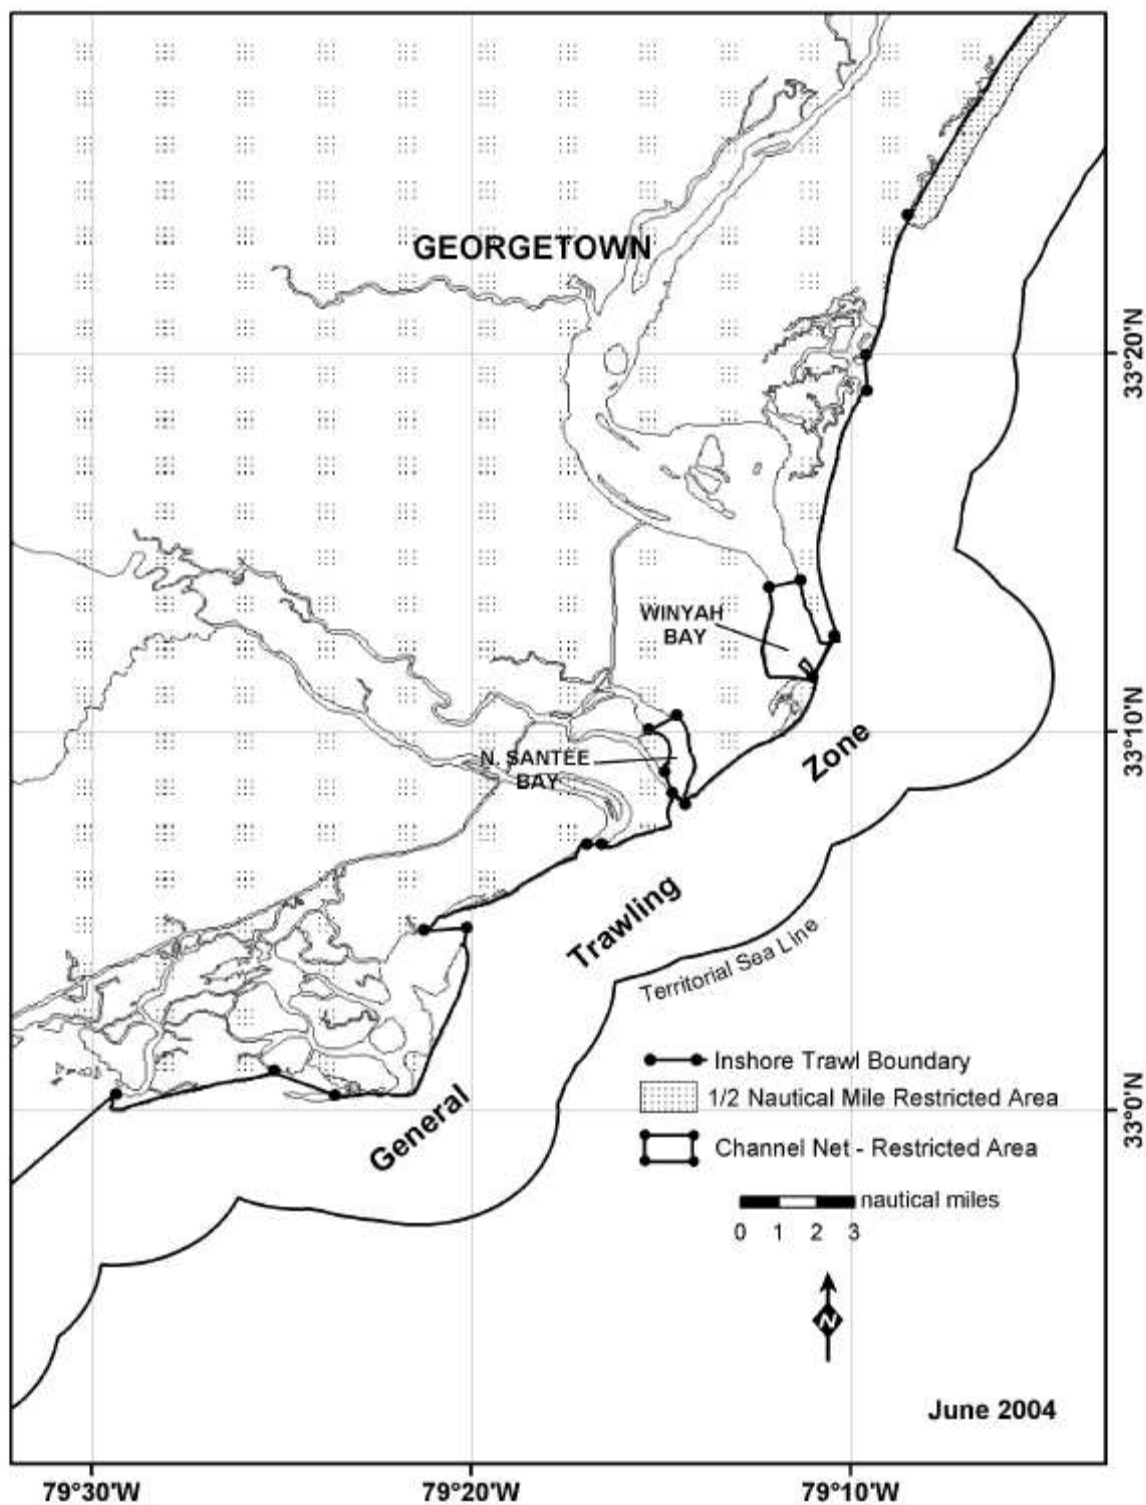 GEORGETOWN
33°20'N
WINYAH
BAY
33°10'N
N. SANTEE
BAY
Zone
Trawling
General
Territorial Sea Line
Inshore Trawl Boundary
1/2 Nautical Mile Restricted Area
33°0'N
Channel Net - Restricted Area
nautical miles
0 1 2 3
N
June 2004
79°30'W 79°20'W 79°10'W